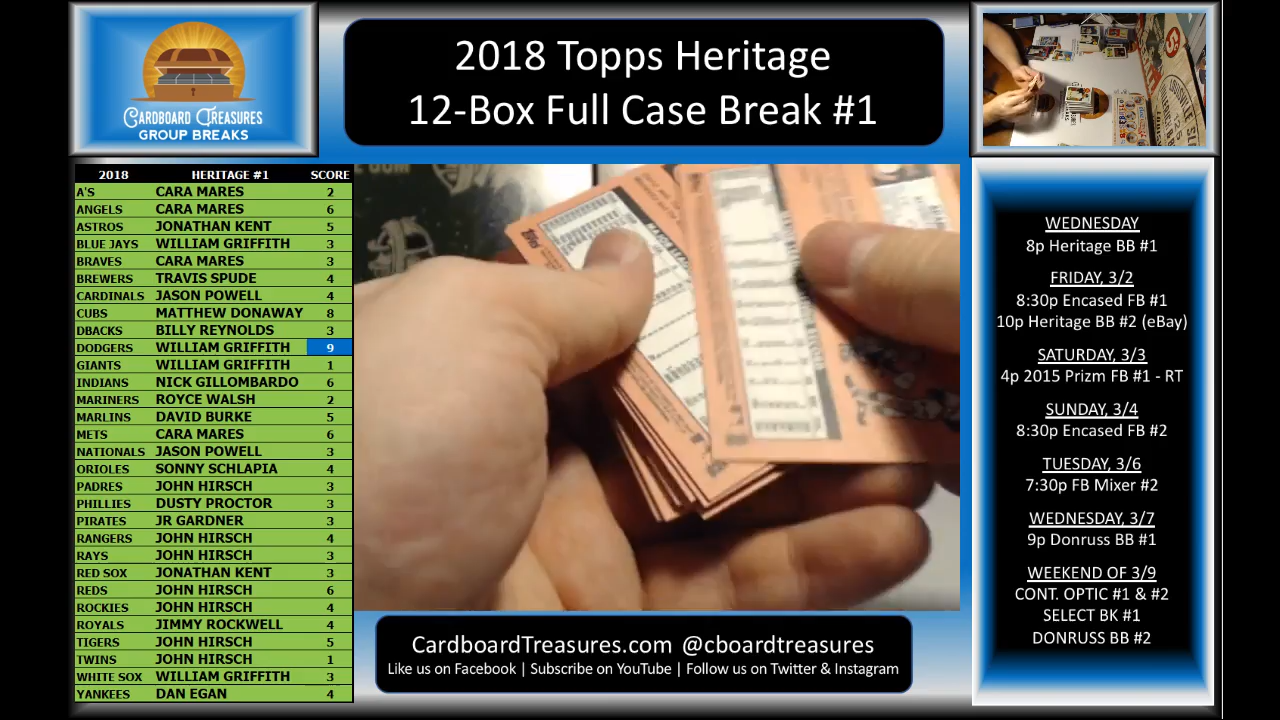 CARDBOARD TREASURES
GROUP BREAKS
2018 Topps Heritage
12-Box Full Case Break #1
2018 HERITAGE #1 SCORE
A'S CARA MARES 2
ANGELS CARA MARES 6
ASTROS JONATHAN KENT 5
BLUE JAYS WILLIAM GRIFFITH 3
BRAVES CARA MARES 3
BREWERS TRAVIS SPUDE 4
CARDINALS JASON POWELL 4
CUBS MATTHEW DONAWAY 8
DBACKS BILLY REYNOLDS 3
DODGERS WILLIAM GRIFFITH 9
GIANTS WILLIAM GRIFFITH 1
INDIANS NICK GILLOMBARDO 6
MARINERS ROYCE WALSH 2
MARLINS DAVID BURKE 5
METS CARA MARES 6
NATIONALS JASON POWELL 3
ORIOLES SONNY SCHLAPIA 4
PADRES JOHN HIRSCH 3
PHILLIES DUSTY PROCTOR 3
PIRATES JR GARDNER 3
RANGERS JOHN HIRSCH 4
RAYS JOHN HIRSCH 3
RED SOX JONATHAN KENT 3
REDS JOHN HIRSCH 6
ROCKIES JOHN HIRSCH 4
ROYALS JIMMY ROCKWELL 4
TIGERS JOHN HIRSCH 5
TWINS JOHN HIRSCH 1
WHITE SOX WILLIAM GRIFFITH 3
YANKEES DAN EGAN 4
Topps
WEDNESDAY
8p Heritage BB #1
FRIDAY, 3/2
8:30p Encased FB #1
10p Heritage BB #2 (eBay)
SATURDAY, 3/3
4p 2015 Prizm FB #1 - RT
SUNDAY, 3/4
8:30p Encased FB #2
TUESDAY, 3/6
7:30p FB Mixer #2
WEDNESDAY, 3/7
9p Donruss BB #1
WEEKEND OF 3/9
CONT. OPTIC #1 & #2
SELECT BK #1
DONRUSS BB #2
CardboardTreasures.com @cboardtreasures
Like us on Facebook | Subscribe on YouTube | Follow us on Twitter & Instagram